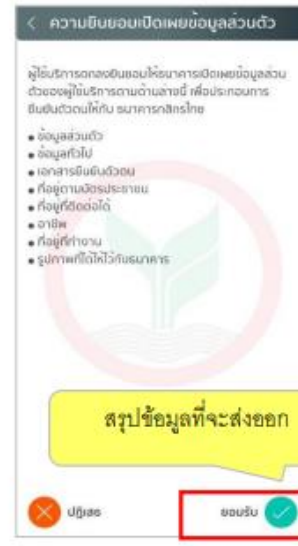 ความยินยอมเปิดเผยข้อมูลส่วนตัว
ผู้ใช้บริการตกลงยินยอมให้ธนาคารเปิดเผยข้อมูลส่วน
ตัวของผู้ใช้บริการตามด้านล่างนี้ เพื่อประกอบการ
ยืนยันตัวตนให้กับ ธนาคารกสิกรไทย
• ข้อมูลส่วนตัว
• ข้อมูลทั่วไป
• เอกสารยืนยันตัวตน
• ที่อยู่ตามบัตรประชาชน
• ที่อยู่ที่ติดต่อได้
• อาชีพ
• ที่อยู่ที่ทำงาน
• รูปภาพที่ได้ให้ไว้กับธนาคาร
สรุปข้อมูลที่จะส่งออก
ปฏิเสธ
ยอมรับ